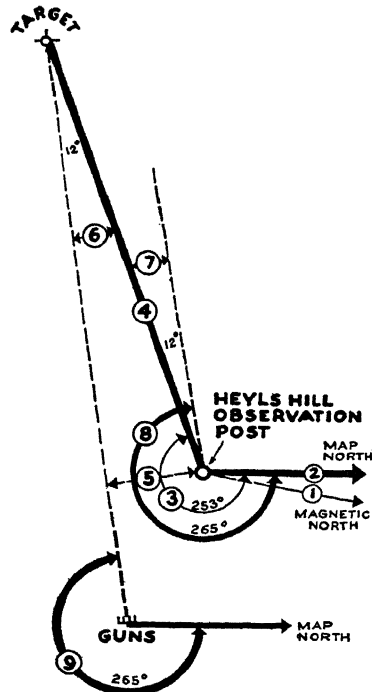 TARGET
12°
6
7
4
12°
HEYLS HILL
OBSERVATION
POST
8
MAP
NORTH
2
5
3
1
253°
MAGNETIC
NORTH
265°
GUNS
MAP
NORTH
9
265°